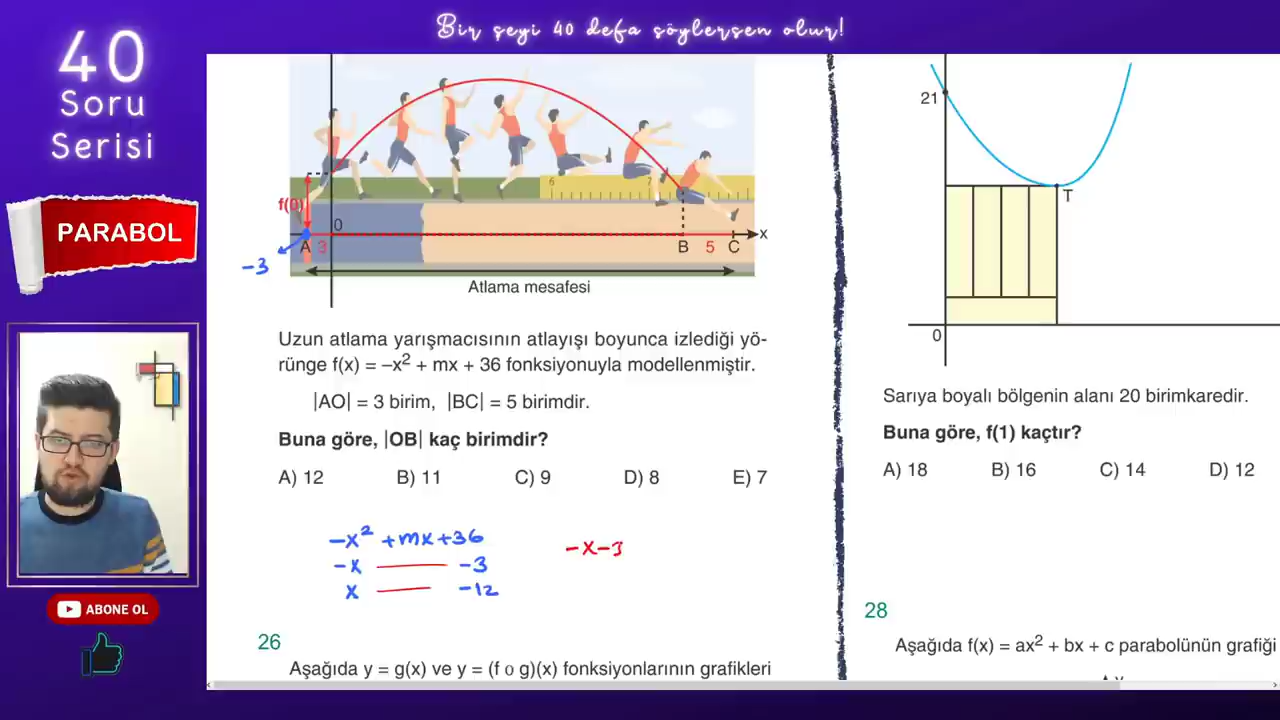 Bir şeyi 40 defa söylersen olur!
40
Soru
Serisi
PARABOL
ABONE OL
f(0)
0
6
7
A
3
B
5
C
x
-3
Atlama mesafesi
Uzun atlama yarışmacısının atlayışı boyunca izlediği yö-
rünge f(x) = –x² + mx + 36 fonksiyonuyla modellenmiştir.
|AO| = 3 birim, |BC| = 5 birimdir.
Buna göre, |OB| kaç birimdir?
A) 12 B) 11 C) 9 D) 8 E) 7
-x² +mx+36
-x -3
x -12
-x-3
26
Aşağıda y = g(x) ve y = (f o g)(x) fonksiyonlarının grafikleri
21
T
0
Sarıya boyalı bölgenin alanı 20 birimkaredir.
Buna göre, f(1) kaçtır?
A) 18 B) 16 C) 14 D) 12
28
Aşağıda f(x) = ax² + bx + c parabolünün grafiği